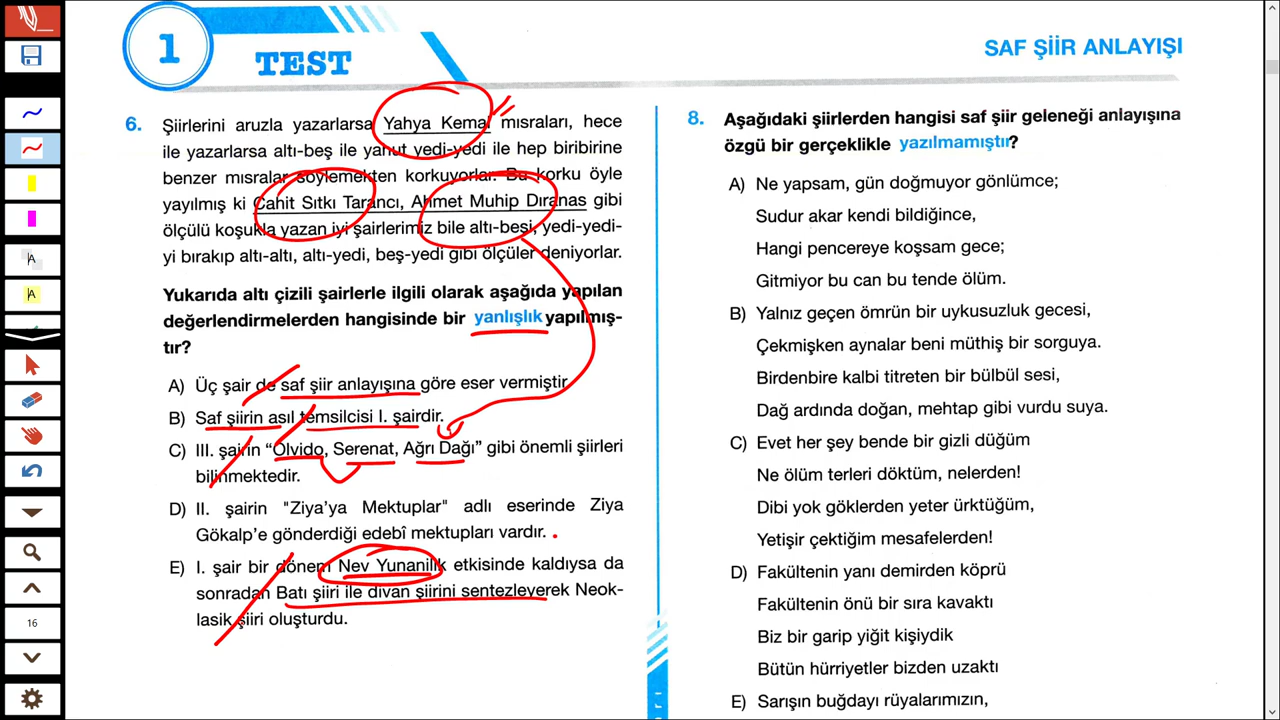 1
TEST
SAF ŞİİR ANLAYIŞI
6. Şiirlerini aruzla yazarlarsa Yahya Kemal mısraları, hece
ile yazarlarsa altı-beş ile yahut yedi-yedi ile hep biribirine
benzer mısralar söylemekten korkuyorlar. Bu korku öyle
yayılmış ki Cahit Sıtkı Tarancı, Ahmet Muhip Dıranas gibi
ölçülü koşukla yazan iyi şairlerimiz bile altı-beşi, yedi-yedi-
yi bırakıp altı-altı, altı-yedi, beş-yedi gibi ölçüler deniyorlar.
Yukarıda altı çizili şairlerle ilgili olarak aşağıda yapılan
değerlendirmelerden hangisinde bir yanlışlık yapılmış-
tır?
A) Üç şair de saf şiir anlayışına göre eser vermiştir.
B) Saf şiirin asıl temsilcisi I. şairdir.
C) III. şairin “Olvido, Serenat, Ağrı Dağı” gibi önemli şiirleri
bilinmektedir.
D) II. şairin "Ziya’ya Mektuplar" adlı eserinde Ziya
Gökalp’e gönderdiği edebî mektupları vardır.
E) I. şair bir dönem Nev Yunanilik etkisinde kaldıysa da
sonradan Batı şiiri ile divan şiirini sentezleyerek Neok-
lasik şiiri oluşturdu.
8. Aşağıdaki şiirlerden hangisi saf şiir geleneği anlayışına
özgü bir gerçeklikle yazılmamıştır?
A) Ne yapsam, gün doğmuyor gönlümce;
Sudur akar kendi bildiğince,
Hangi pencereye koşsam gece;
Gitmiyor bu can bu tende ölüm.
B) Yalnız geçen ömrün bir uykusuzluk gecesi,
Çekmişken aynalar beni müthiş bir sorguya.
Birdenbire kalbi titreten bir bülbül sesi,
Dağ ardında doğan, mehtap gibi vurdu suya.
C) Evet her şey bende bir gizli düğüm
Ne ölüm terleri döktüm, nelerden!
Dibi yok göklerden yeter ürktüğüm,
Yetişir çektiğim mesafelerden!
D) Fakültenin yanı demirden köprü
Fakültenin önü bir sıra kavaktı
Biz bir garip yiğit kişiydik
Bütün hürriyetler bizden uzaktı
E) Sarışın buğdayı rüyalarımızın,
A
A
16